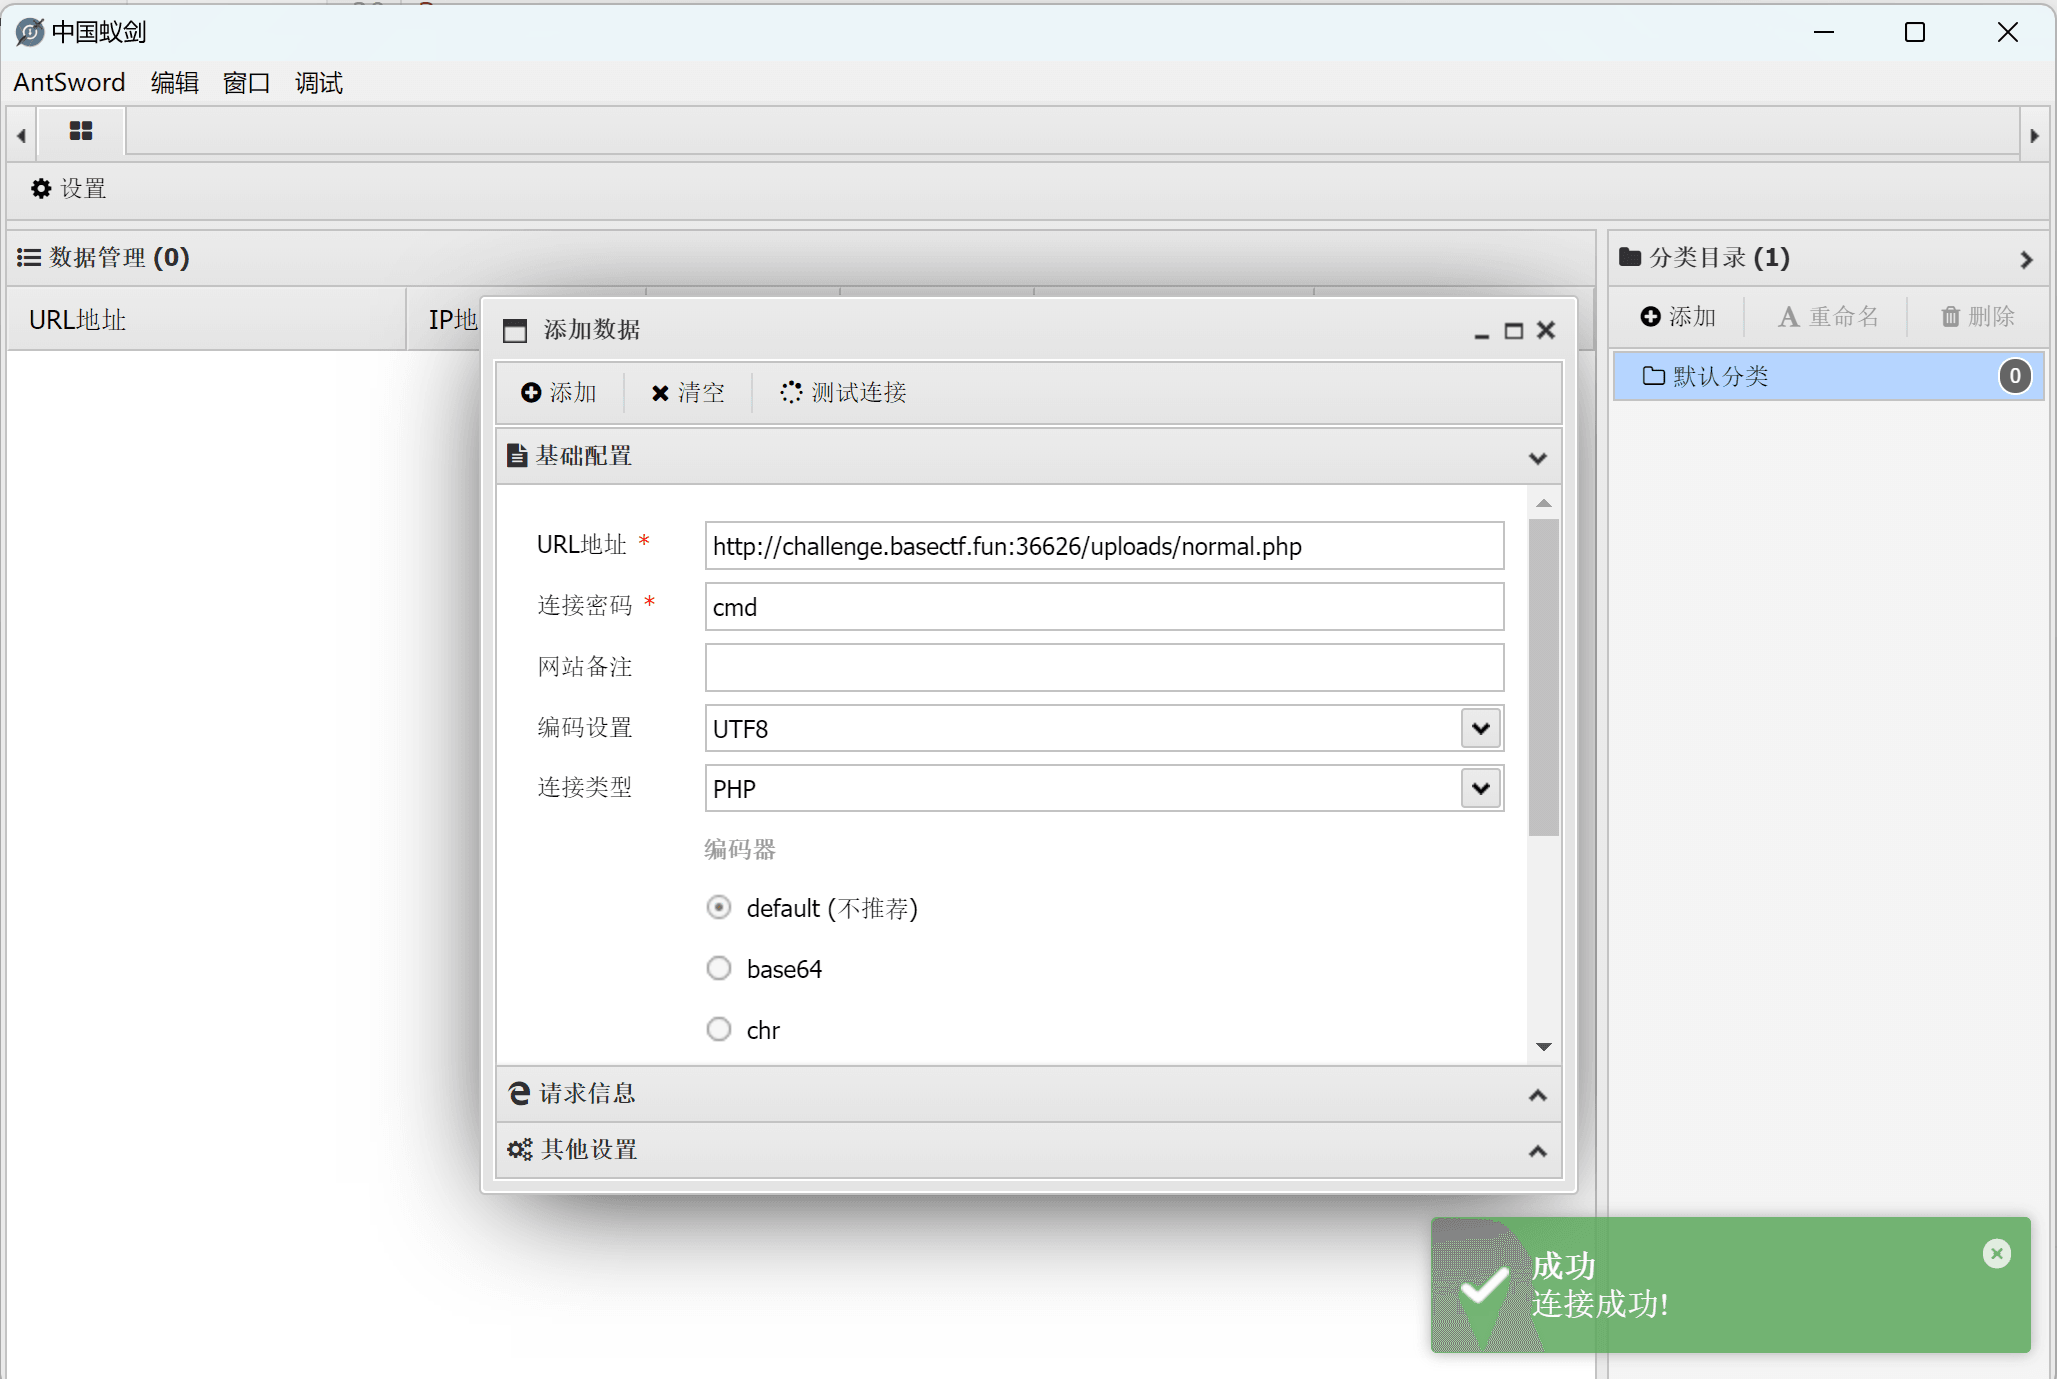 中国蚁剑
AntSword 编辑 窗口 调试
设置
数据管理 (0)
分类目录 (1)
URL地址
IP地
添加 重命名 删除
默认分类 0
添加数据
添加 清空 测试连接
基础配置
URL地址 * http://challenge.basectf.fun:36626/uploads/normal.php
连接密码 * cmd
网站备注
编码设置 UTF8
连接类型 PHP
编码器
default (不推荐)
base64
chr
请求信息
其他设置
成功
连接成功!